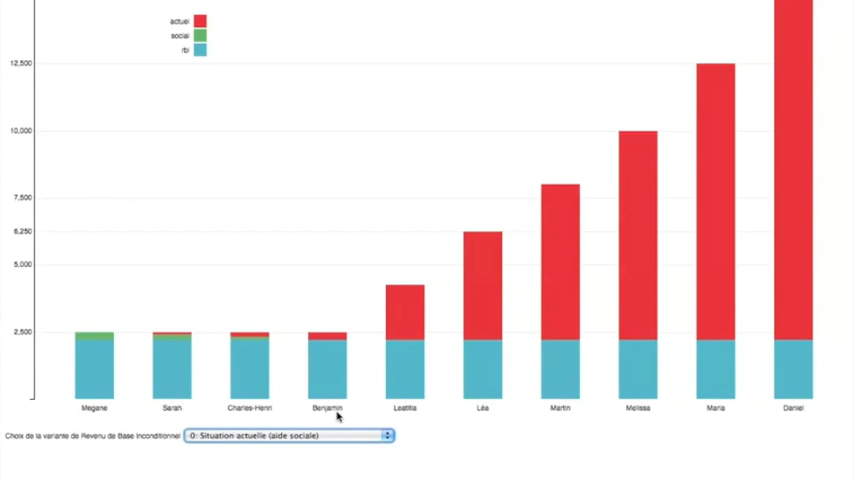 actuel
social
rbi
12,500
10,000
7,500
6,250
5,000
2,500
Megane Sarah Charles-Henri Benjamin Leatitia Léa Martin Melissa Maria Daniel
Choix de la variante de Revenu de Base Inconditionnel 0: Situation actuelle (aide sociale)